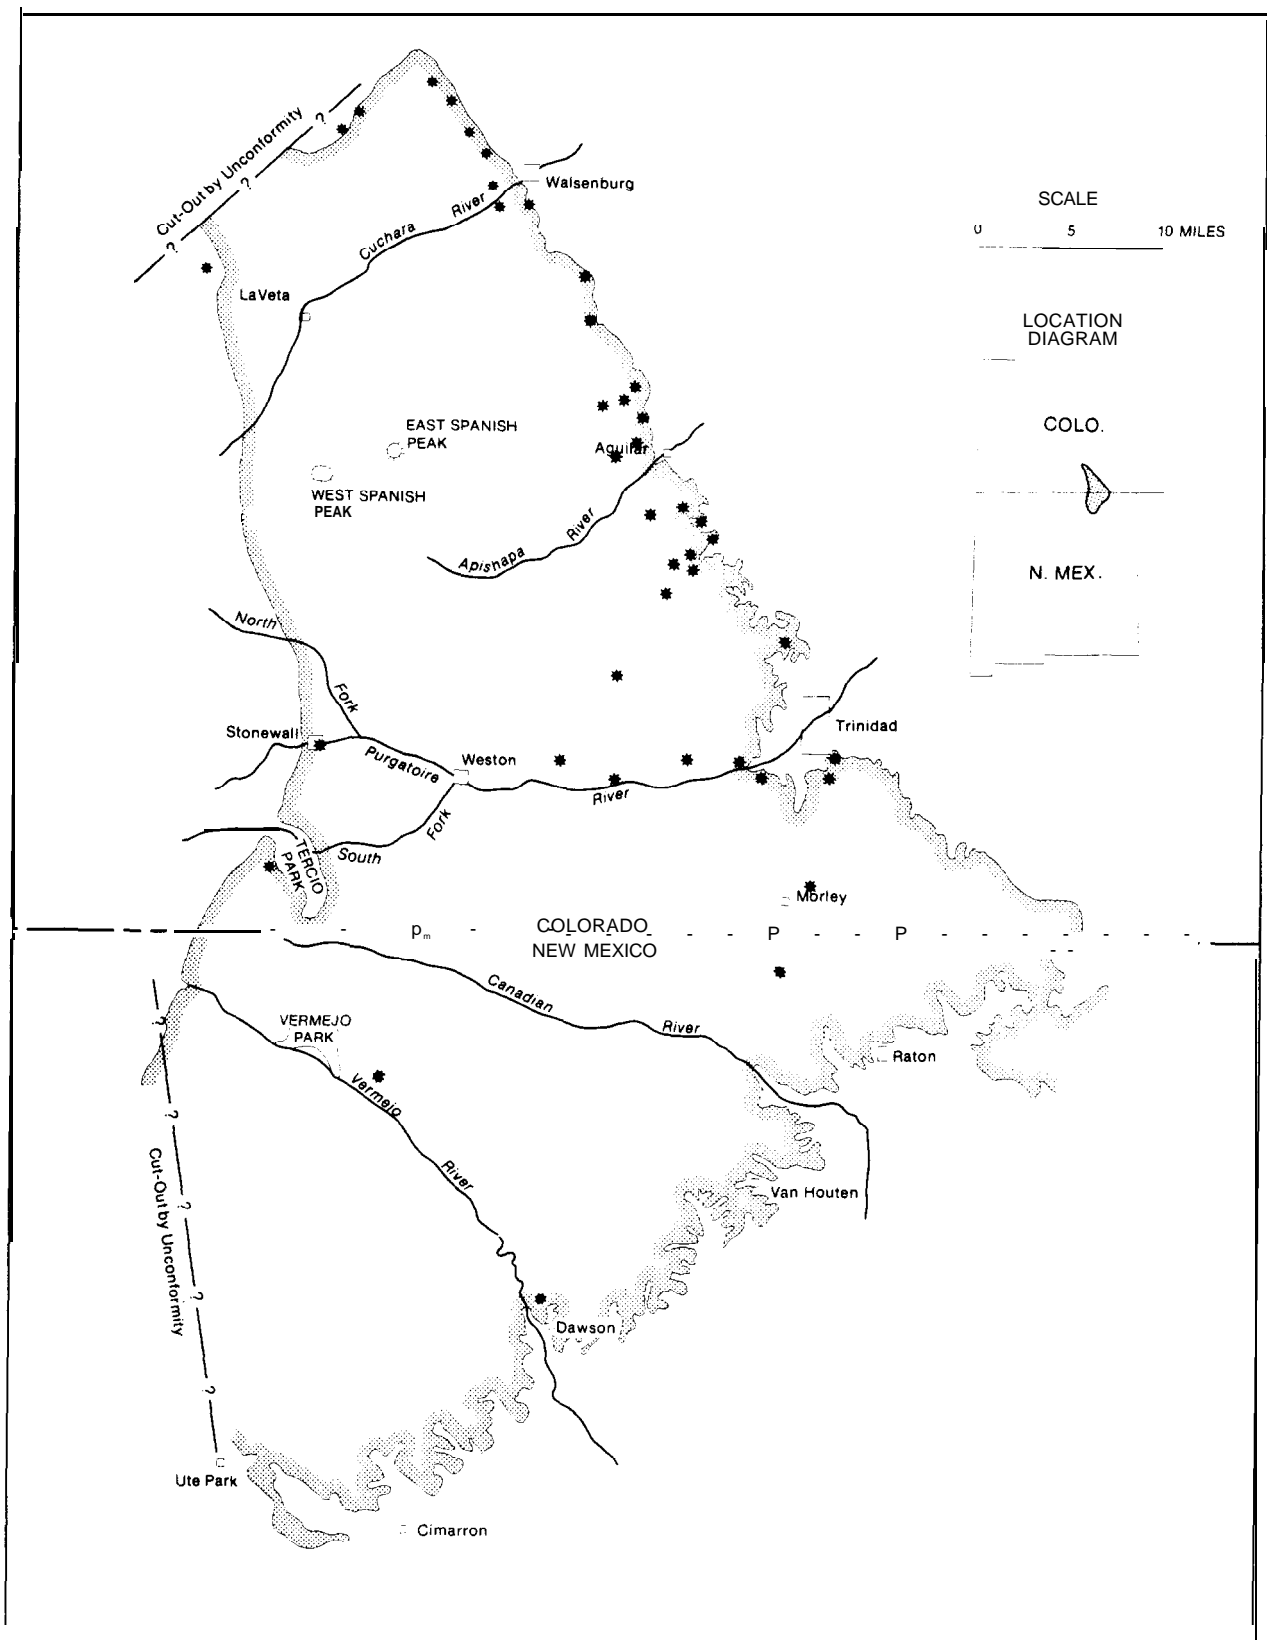 Cut-Out by Unconformity
?
?
?
?
Walsenburg
River
Cuchara
SCALE
0 5 10 MILES
La Veta
LOCATION
DIAGRAM
EAST SPANISH
PEAK
COLO.
Aguilar
WEST SPANISH
PEAK
River
Apishapa
N. MEX.
North
Fork
Stonewall
Trinidad
Purgatoire
Weston
River
Fork
South
TERCIO
PARK
Morley
COLORADO
Pm P P
NEW MEXICO
Canadian
River
VERMEJO
PARK
Raton
Vermejo
River
?
?
?
?
?
Cut-Out by Unconformity
Van Houten
Dawson
Ute Park
Cimarron